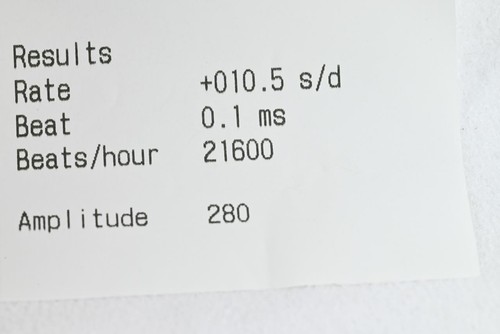 Results
Rate +010.5 s/d
Beat 0.1 ms
Beats/hour 21600
Amplitude 280